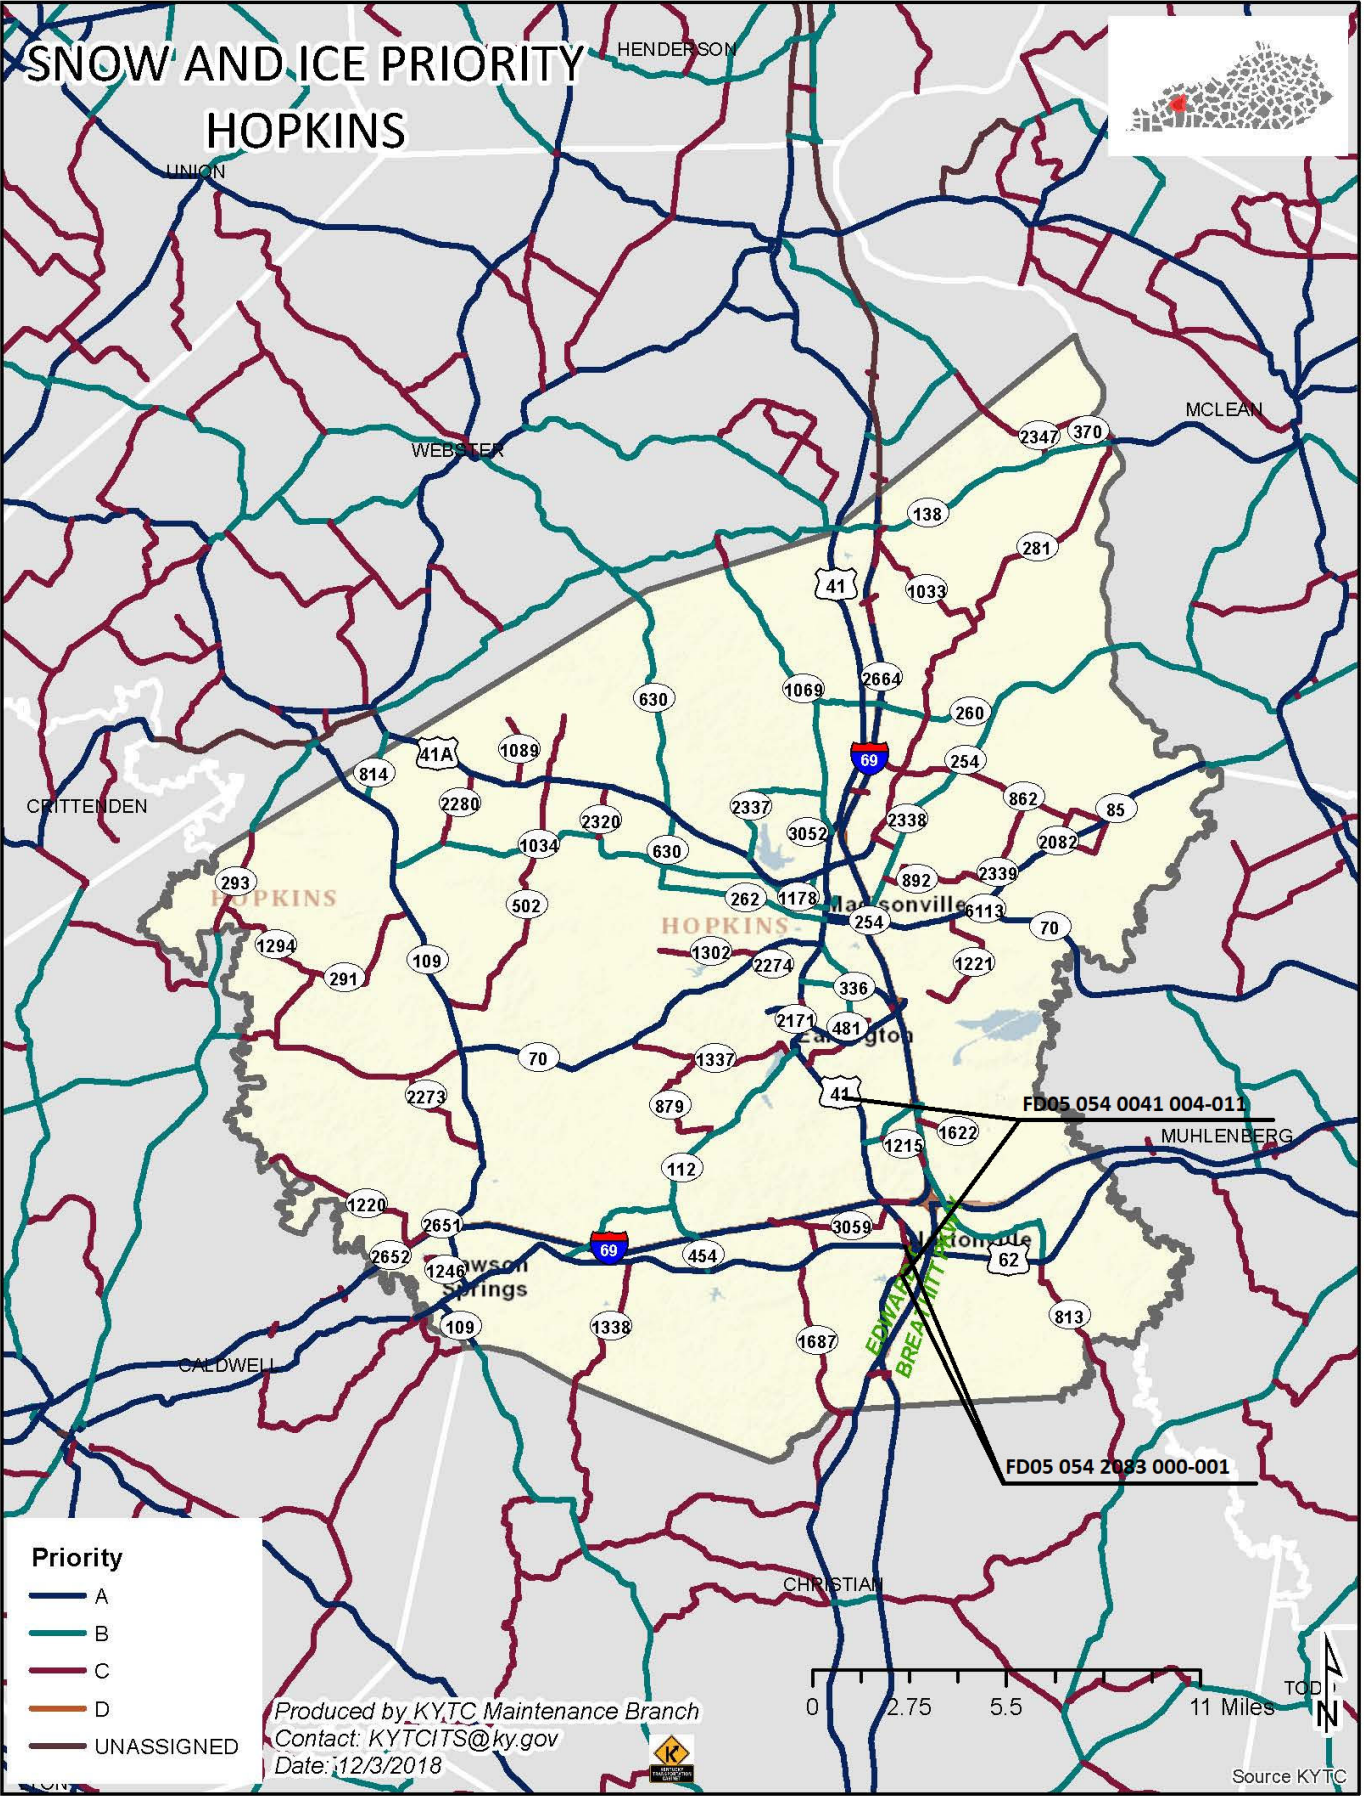 SNOW AND ICE PRIORITY
HOPKINS
HENDERSON
UNION
MCLEAN
WEBSTER
2347
370
138
281
41
1033
630
1069
2664
260
41A
1089
69
254
814
CRITTENDEN
2280
2337
862
85
2320
3052
2338
1034
630
2082
293
HOPKINS
892
2339
502
262
1178
HOPKINS
Madisonville
254
6113
70
1294
109
1302
2274
1221
291
336
2171
481
Earlington
70
1337
2273
879
41
FD05 054 0041 004-011
1622
MUHLENBERG
1215
112
1220
2651
3059
2652
69
454
62
1246
Springs
EDWARD
BREATHITT PKWY
109
1338
1687
813
CALDWELL
FD05 054 2083 000-001
Priority
A
B
C
D
UNASSIGNED
CHRISTIAN
0 2.75 5.5 11 Miles
TOD
N
Produced by KYTC Maintenance Branch
Contact: KYTCITS@ky.gov
Date: 12/3/2018
Source KYTC